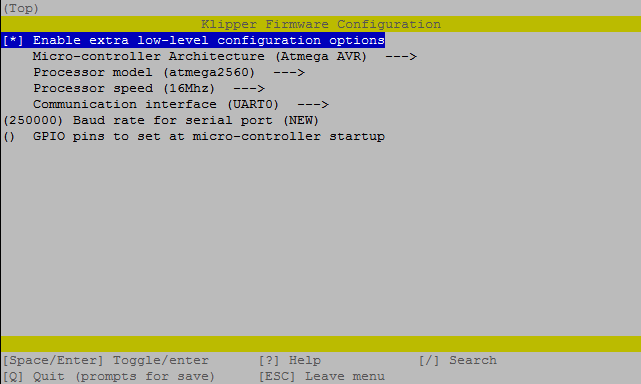 (Top)
Klipper Firmware Configuration
[*] Enable extra low-level configuration options
Micro-controller Architecture (Atmega AVR)  --->
Processor model (atmega2560)  --->
Processor speed (16Mhz)  --->
Communication interface (UART0)  --->
(250000) Baud rate for serial port (NEW)
()  GPIO pins to set at micro-controller startup
[Space/Enter] Toggle/enter [?] Help [/] Search
[Q] Quit (prompts for save) [ESC] Leave menu